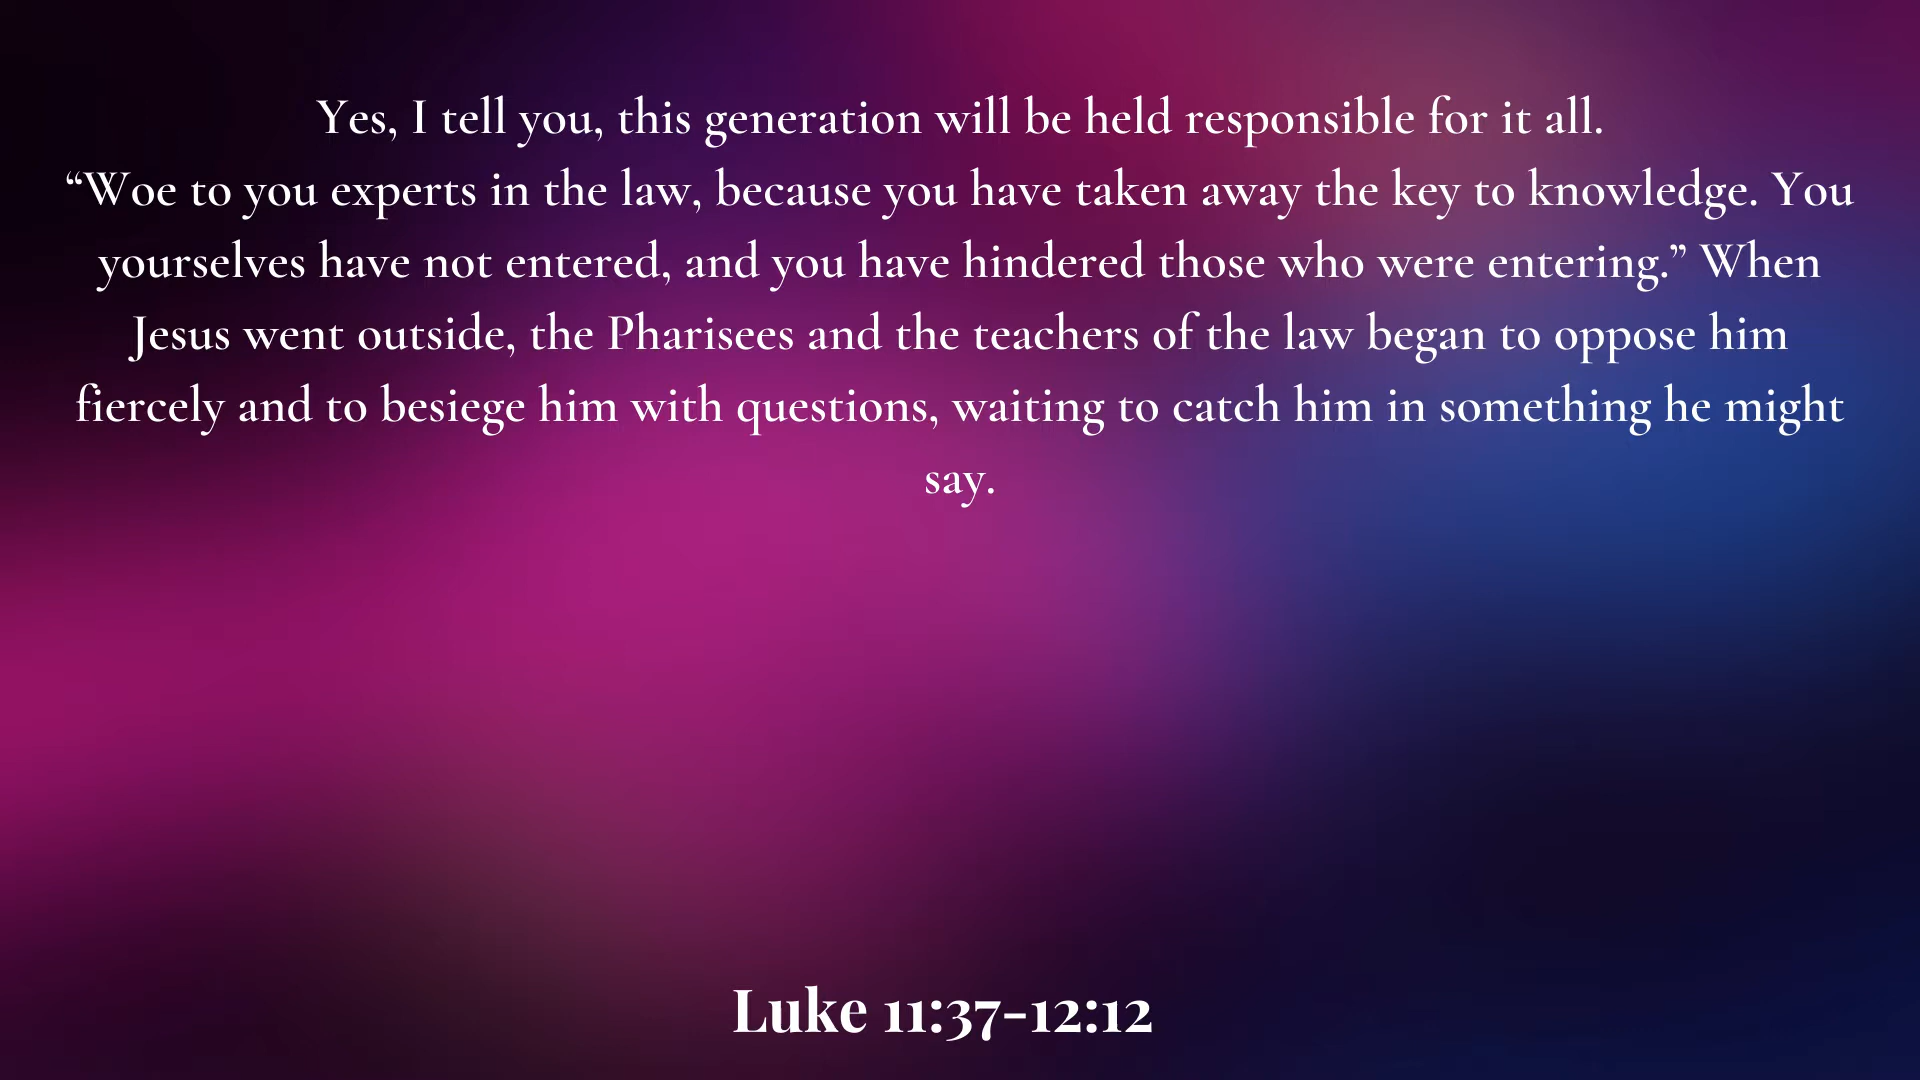 Yes, I tell you, this generation will be held responsible for it all.
“Woe to you experts in the law, because you have taken away the key to knowledge. You
yourselves have not entered, and you have hindered those who were entering.” When
Jesus went outside, the Pharisees and the teachers of the law began to oppose him
fiercely and to besiege him with questions, waiting to catch him in something he might
say.
Luke 11:37-12:12